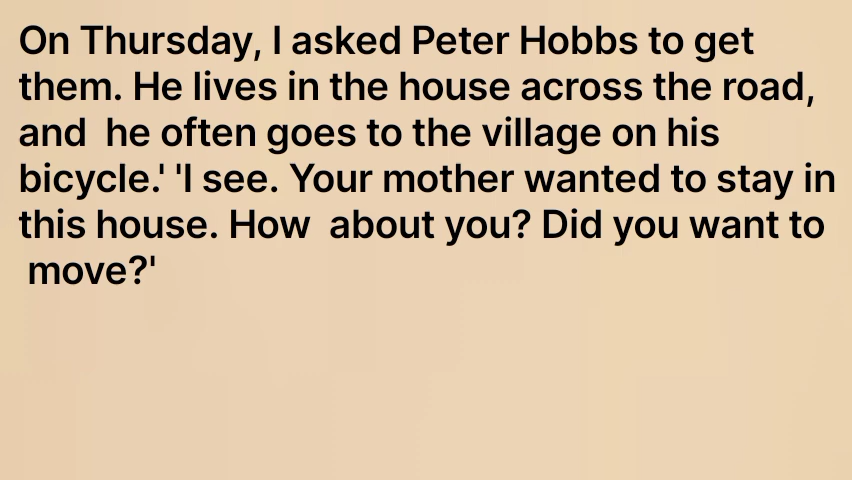 On Thursday, I asked Peter Hobbs to get
them. He lives in the house across the road,
and  he often goes to the village on his
bicycle.' 'I see. Your mother wanted to stay in
this house. How  about you? Did you want to
move?'